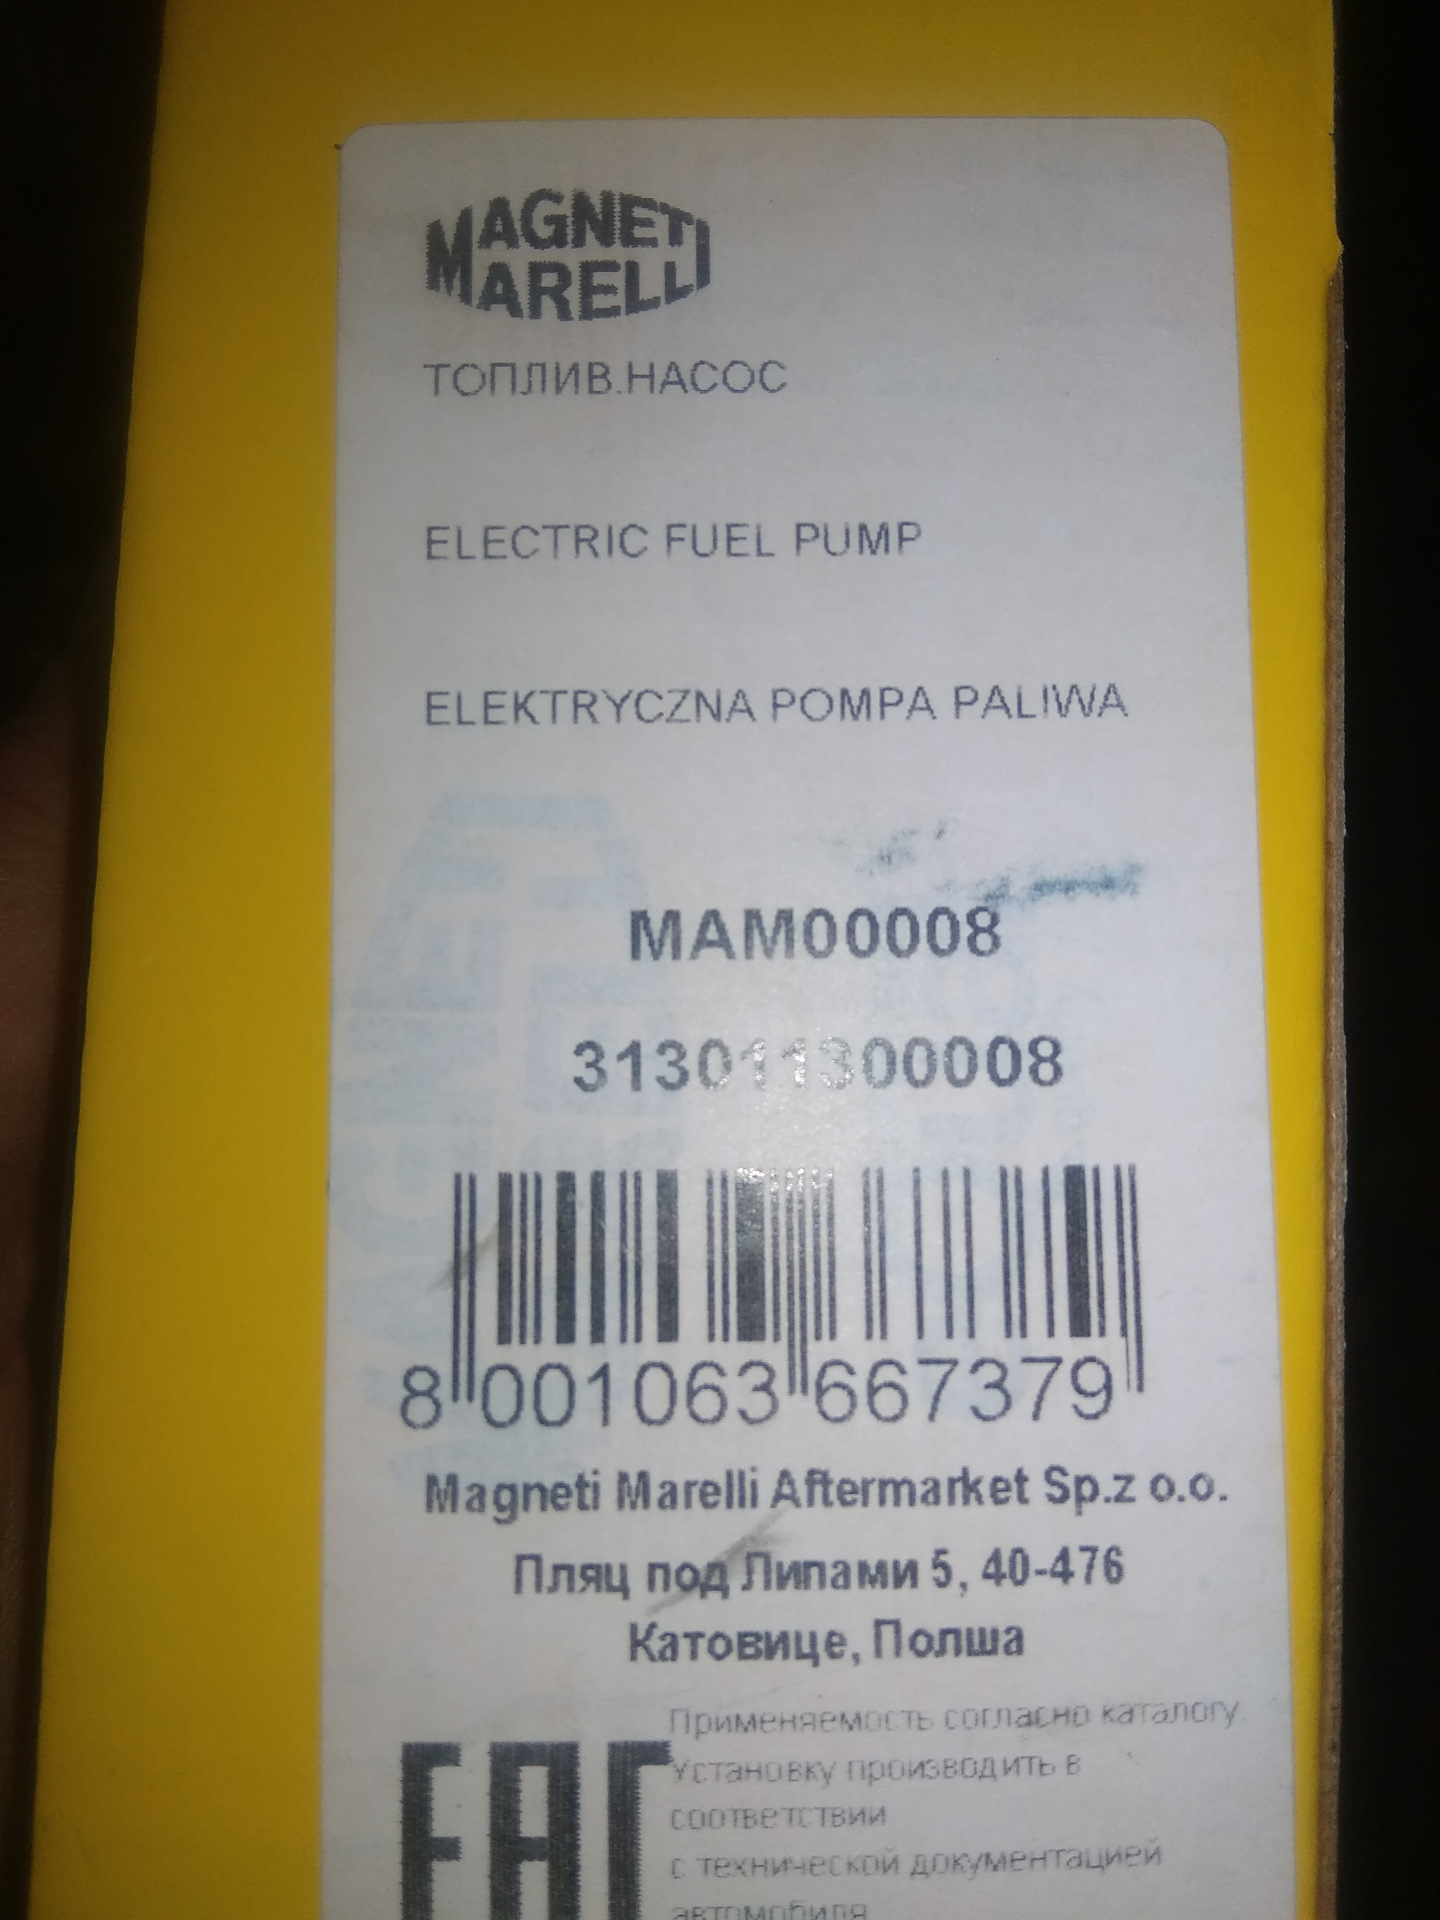 MAGNETI
MARELLI
ТОПЛИВ.НАСОС
ELECTRIC FUEL PUMP
ELEKTRYCZNA POMPA PALIWA
MAM00008
313011300008
8 001063 667379
Magneti Marelli Aftermarket Sp.z o.o.
Пляц под Липами 5, 40-476
Катовице, Полша
Применяемость согласно каталогу.
Установку производить в
соответствии
с технической документацией
автомобиля
EAC